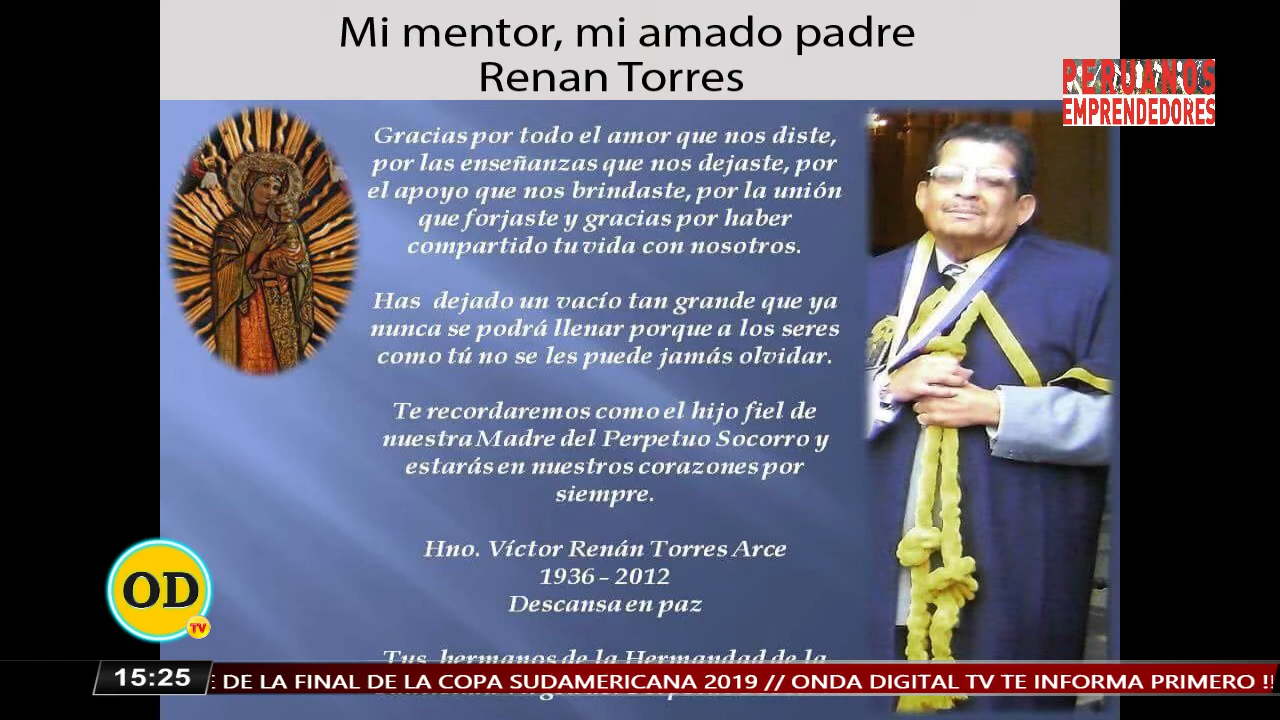 Mi mentor, mi amado padre
Renan Torres
PERUANOS
EMPRENDEDORES
Gracias por todo el amor que nos diste,
por las enseñanzas que nos dejaste, por
el apoyo que nos brindaste, por la unión
que forjaste y gracias por haber
compartido tu vida con nosotros.
Has dejado un vacío tan grande que ya
nunca se podrá llenar porque a los seres
como tú no se les puede jamás olvidar.
Te recordaremos como el hijo fiel de
nuestra Madre del Perpetuo Socorro y
estarás en nuestros corazones por
siempre.
Hno. Víctor Renán Torres Arce
1936 – 2012
Descansa en paz
Tus hermanos de la Hermandad de la
OD
TV
15:25
E DE LA FINAL DE LA COPA SUDAMERICANA 2019 // ONDA DIGITAL TV TE INFORMA PRIMERO !!